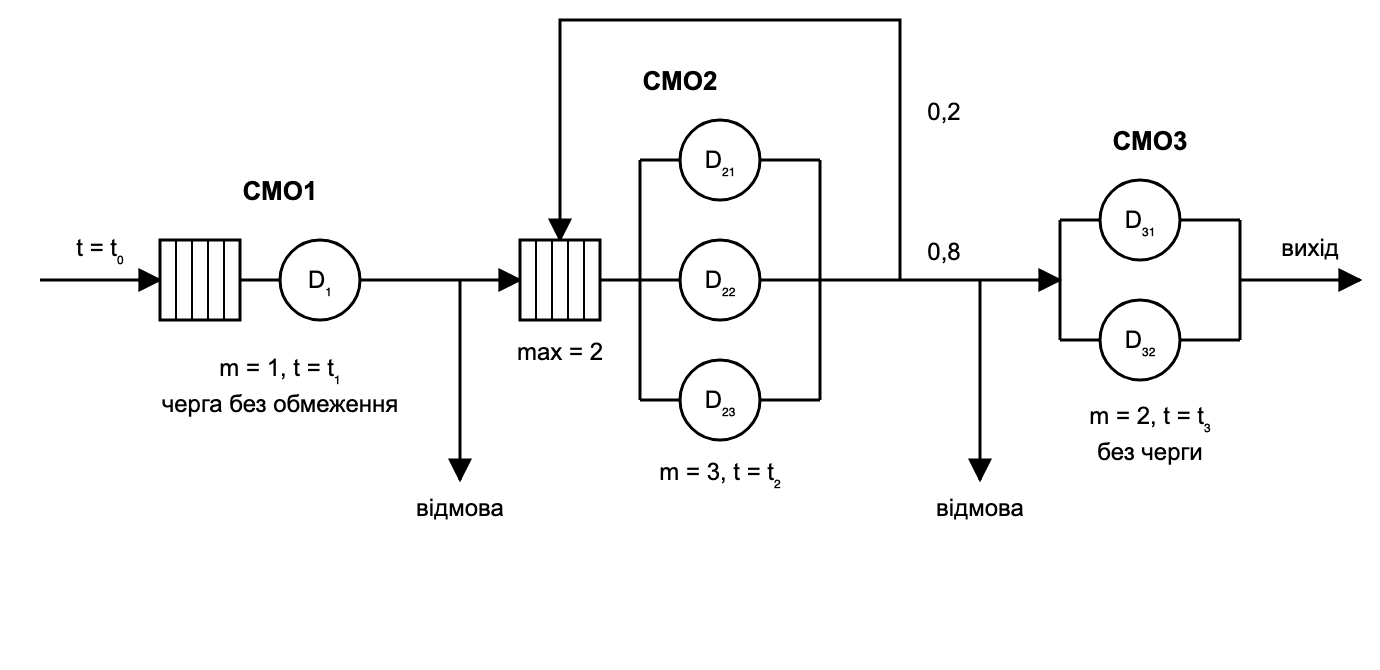 СМО2
0,2
СМО3
D21
СМО1
D31
t = t0
0,8
вихід
D1
D22
max = 2
D32
m = 1, t = t1
черга без обмеження
D23
m = 2, t = t3
без черги
m = 3, t = t2
відмова
відмова